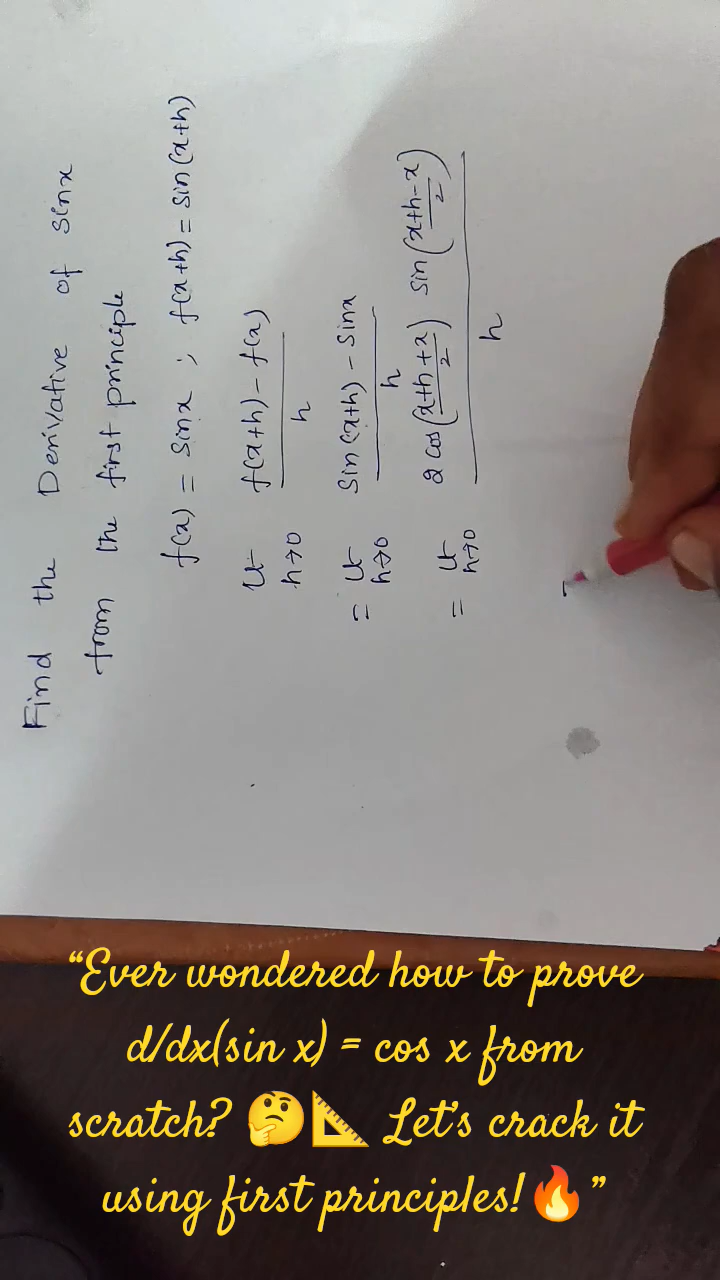 Find the Derivative of sinx
from the first principle
f(x) = sinx ; f(x+h) = sin(x+h)
lt h→0 f(x+h) - f(x) / h
= lt h→0 sin(x+h) - sinx / h
= lt h→0 2 cos(x+h+x / 2) sin(x+h-x / 2) / h
“Ever wondered how to prove
d/dx(sin x) = cos x from
scratch? 🤔📐 Let’s crack it
using first principles!🔥”